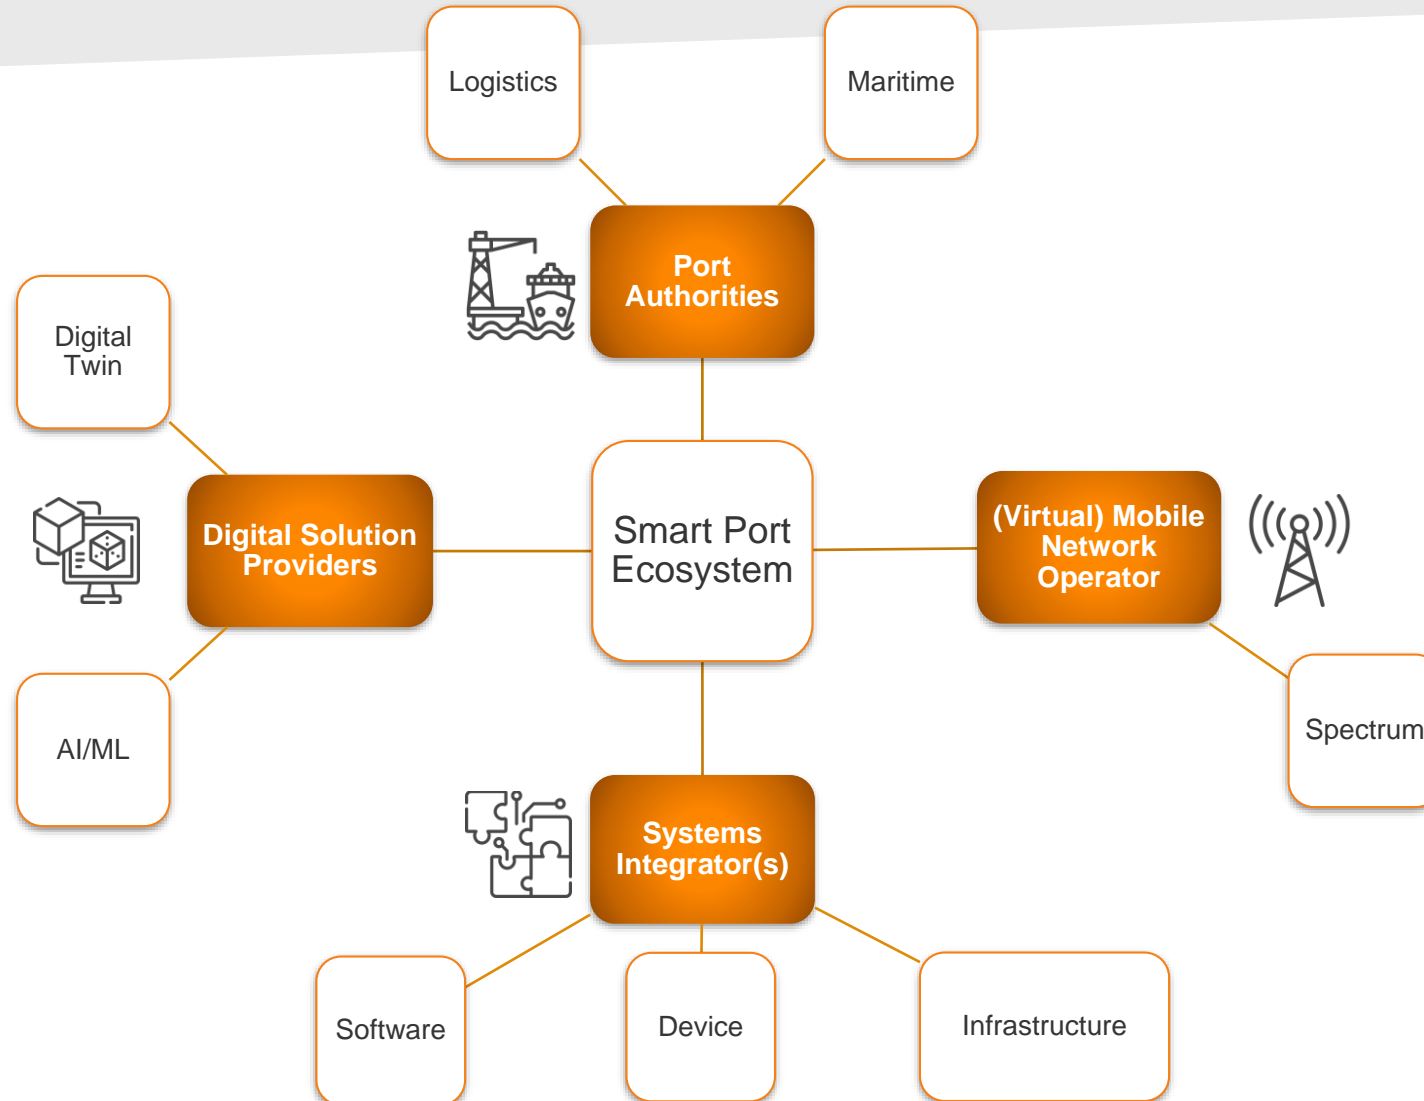 Logistics
Maritime
Port
Authorities
Digital
Twin
Digital Solution
Providers
Smart Port
Ecosystem
(Virtual) Mobile
Network
Operator
AI/ML
Spectrum
Systems
Integrator(s)
Software
Device
Infrastructure